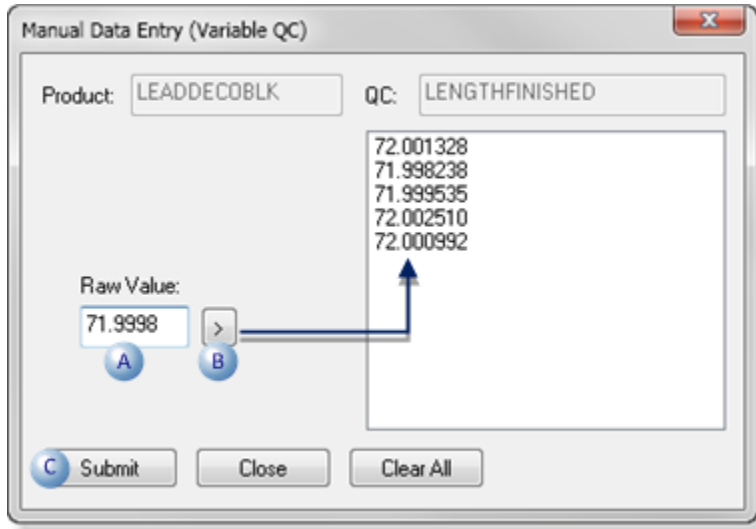 Manual Data Entry (Variable QC)
x
Product: LEADDECOBLK QC: LENGTHFINISHED
72.001328
71.998238
71.999535
72.002510
72.000992
Raw Value:
71.9998 >
A B
C Submit Close Clear All